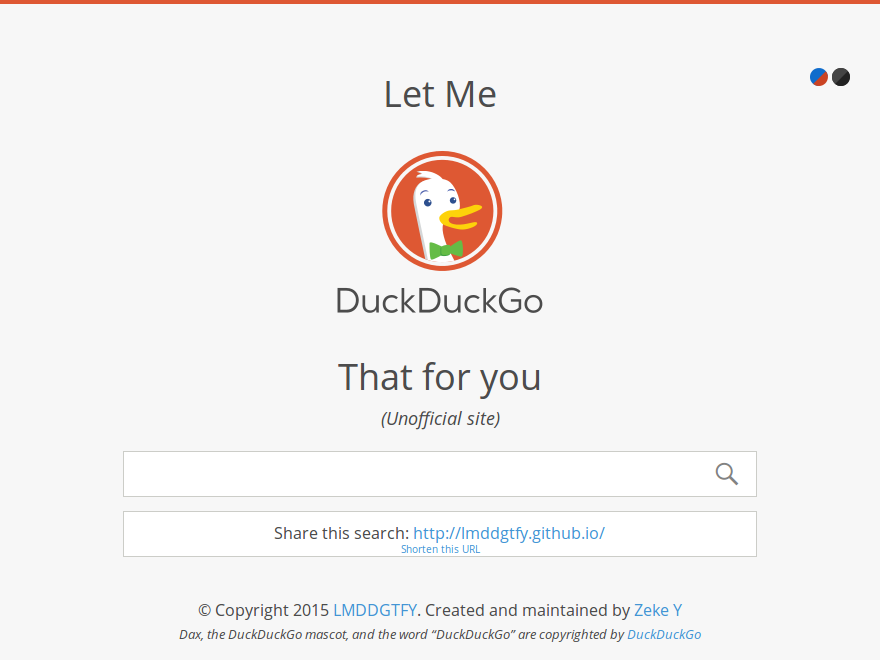 Let Me
DuckDuckGo
That for you
(Unofficial site)
Share this search: http://lmddgtfy.github.io/
Shorten this URL
© Copyright 2015 LMDDGTFY. Created and maintained by Zeke Y
Dax, the DuckDuckGo mascot, and the word “DuckDuckGo” are copyrighted by DuckDuckGo